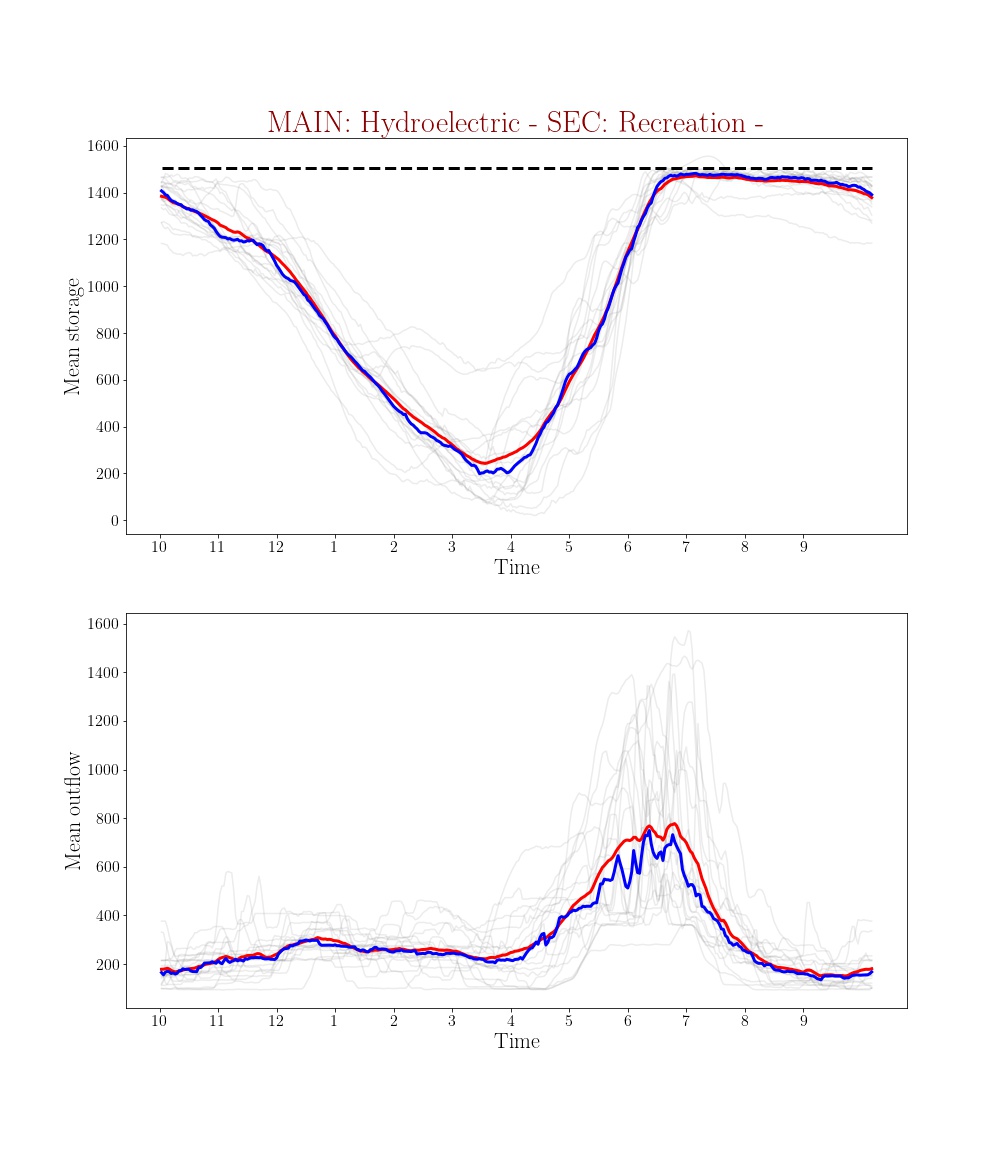 MAIN: Hydroelectric - SEC: Recreation -
1600
1400
1200
1000
800
600
400
200
0
Mean storage
10 11 12 1 2 3 4 5 6 7 8 9
Time
1600
1400
1200
1000
800
600
400
200
Mean outflow
10 11 12 1 2 3 4 5 6 7 8 9
Time